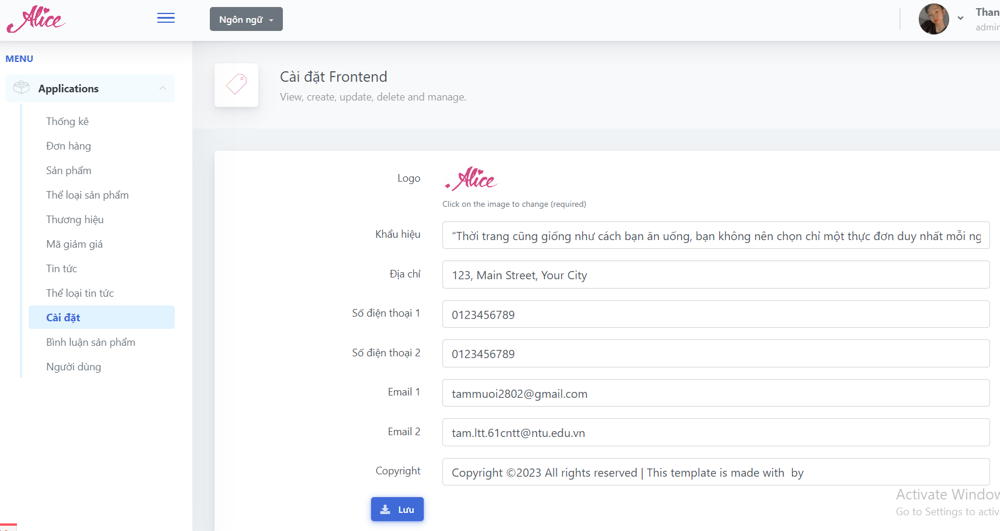 Alice
Ngôn ngữ
Than
admin
MENU
Applications
Thống kê
Đơn hàng
Sản phẩm
Thể loại sản phẩm
Thương hiệu
Mã giảm giá
Tin tức
Thể loại tin tức
Cài đặt
Bình luận sản phẩm
Người dùng
Cài đặt Frontend
View, create, update, delete and manage.
Logo
Alice
Click on the image to change (required)
Khẩu hiệu
“Thời trang cũng giống như cách bạn ăn uống, bạn không nên chọn chỉ một thực đơn duy nhất mỗi ng
Địa chỉ
123, Main Street, Your City
Số điện thoại 1
0123456789
Số điện thoại 2
0123456789
Email 1
tammuoi2802@gmail.com
Email 2
tam.ltt.61cntt@ntu.edu.vn
Copyright
Copyright ©2023 All rights reserved | This template is made with  by
Lưu
Activate Window
Go to Settings to activ